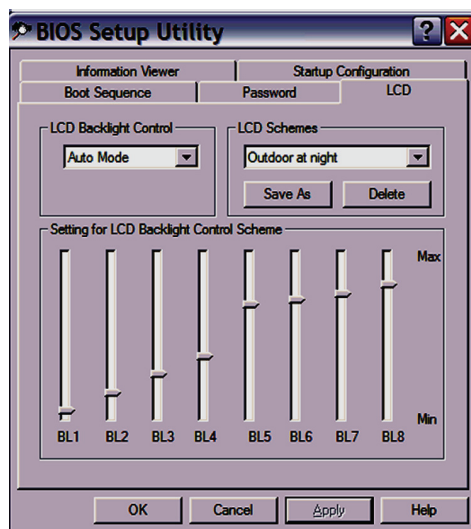 BIOS Setup Utility
Information Viewer
Startup Configuration
Boot Sequence
Password
LCD
LCD Backlight Control
LCD Schemes
Auto Mode
Outdoor at night
Save As
Delete
Setting for LCD Backlight Control Scheme
Max
Min
BL1 BL2 BL3 BL4 BL5 BL6 BL7 BL8
OK
Cancel
Apply
Help